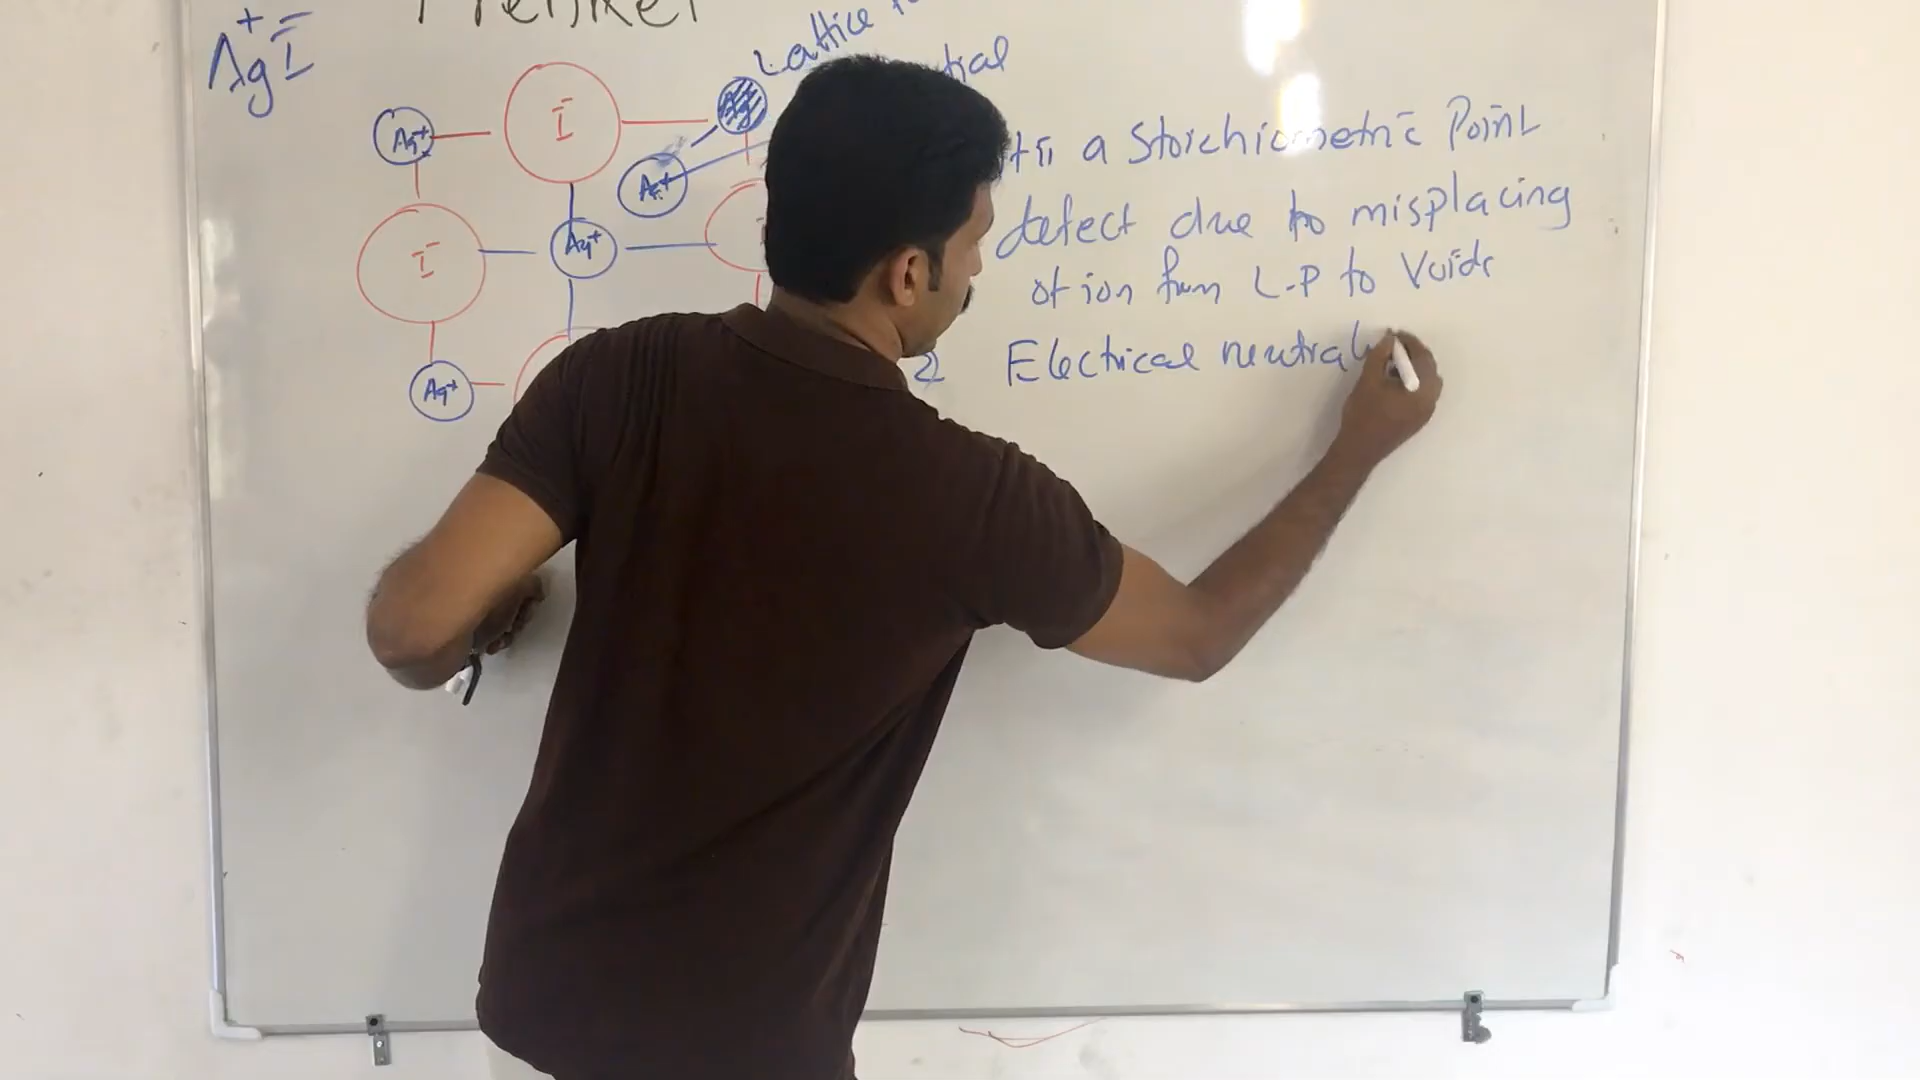 Frenkel
Ag+ I-
Lattice
Ag+
I-
Ag+
I-
Ag+
Ag+
a Stoichiometric Point
defect due to misplacing
of ion from L.P to Voids
2) Electrical neutral